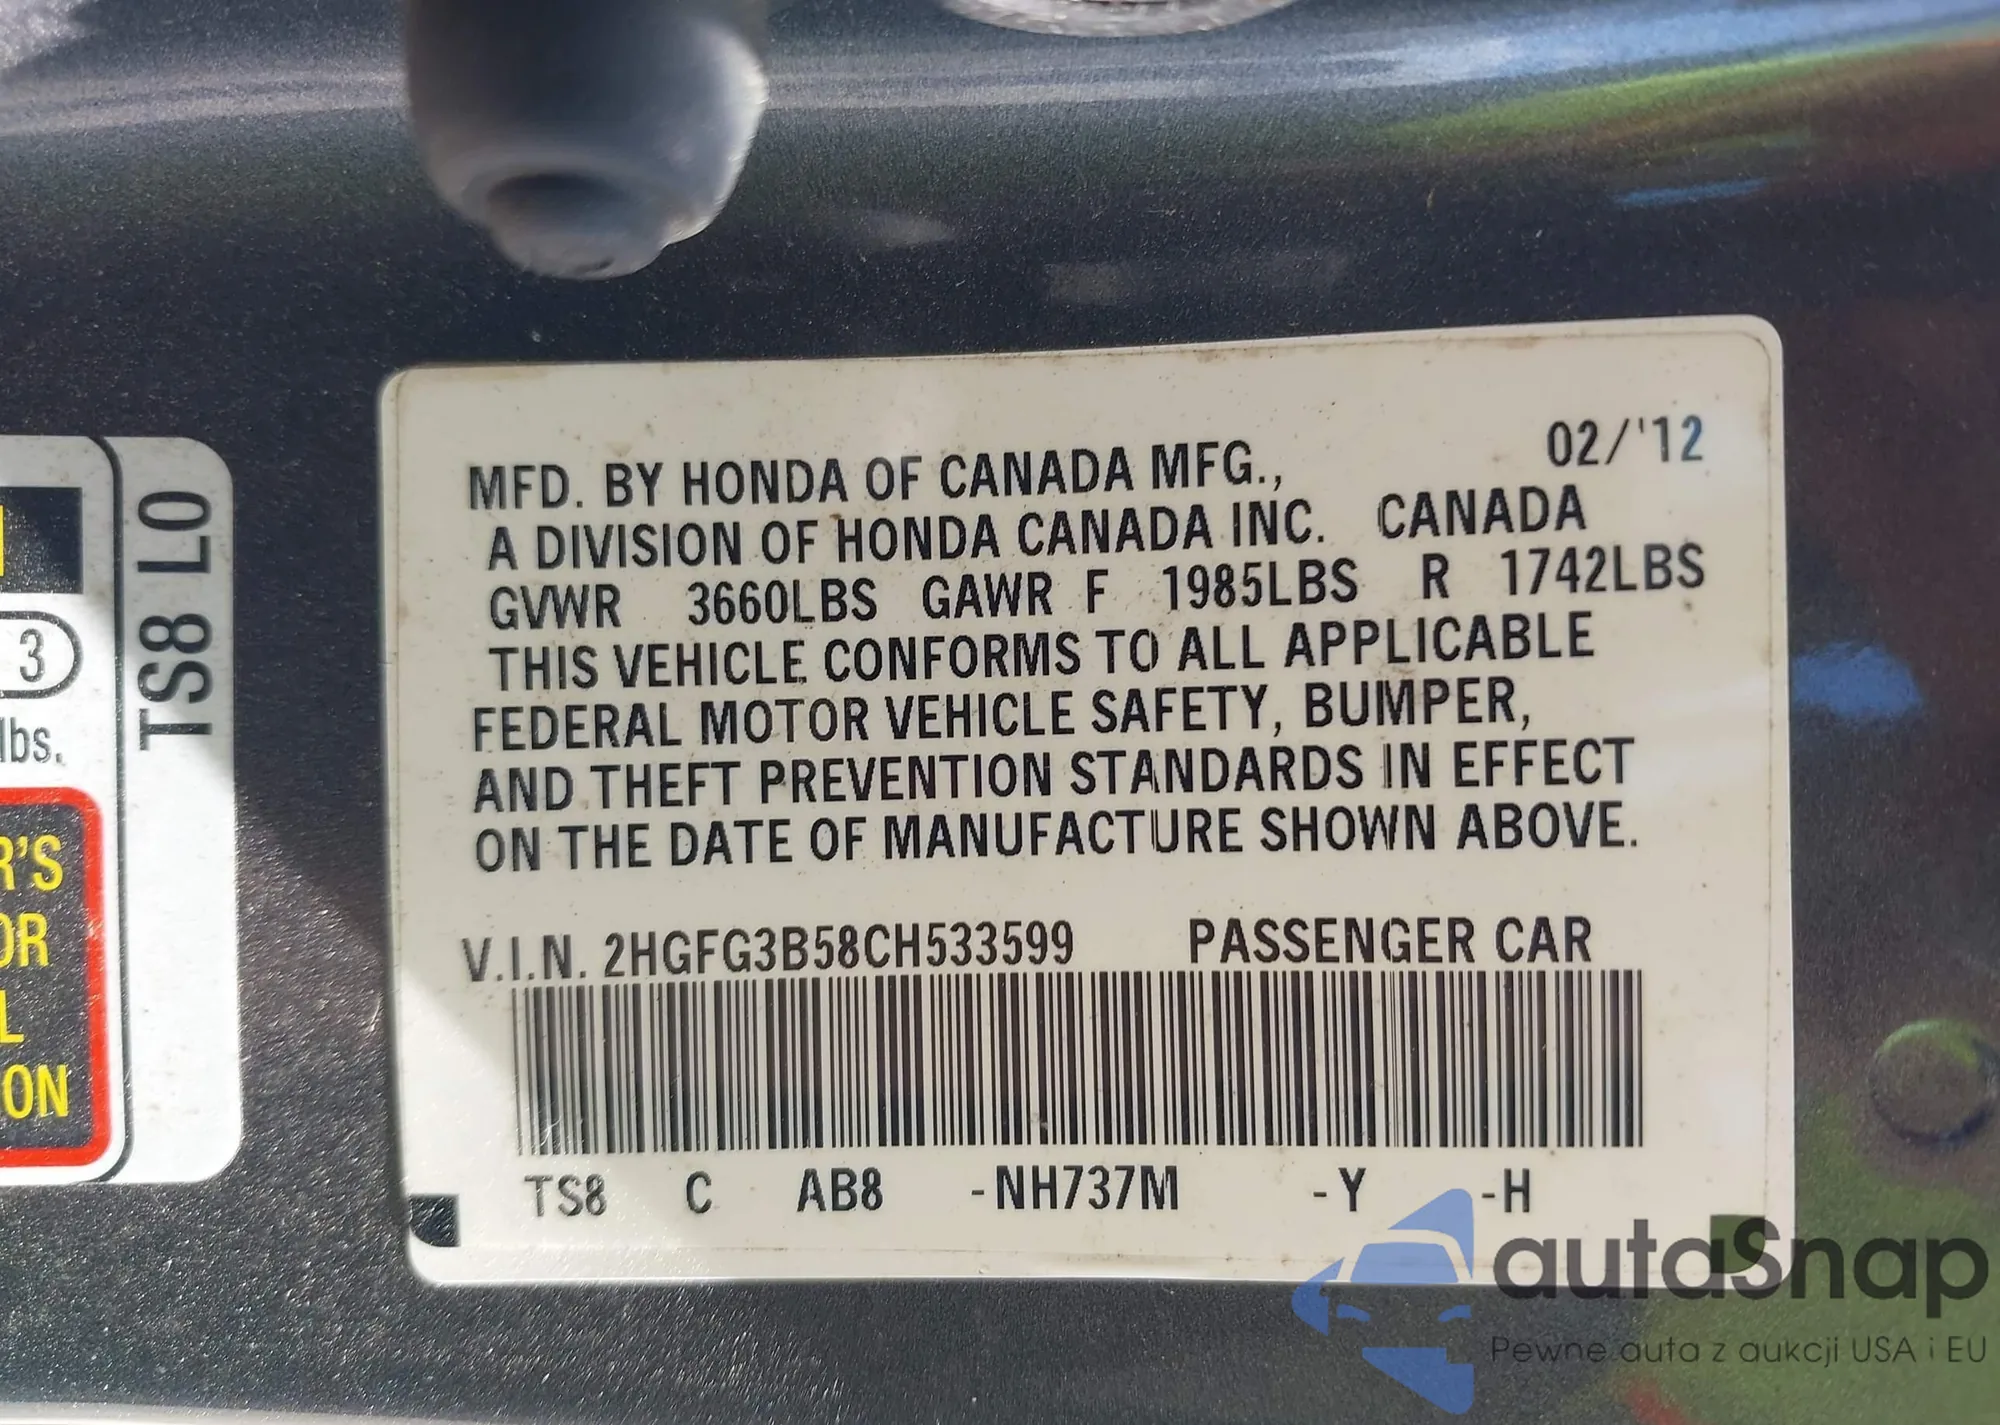 MFD. BY HONDA OF CANADA MFG., 02/'12
A DIVISION OF HONDA CANADA INC. CANADA
GVWR 3660LBS GAWR F 1985LBS R 1742LBS
THIS VEHICLE CONFORMS TO ALL APPLICABLE
FEDERAL MOTOR VEHICLE SAFETY, BUMPER,
AND THEFT PREVENTION STANDARDS IN EFFECT
ON THE DATE OF MANUFACTURE SHOWN ABOVE.
V.I.N. 2HGFG3B58CH533599 PASSENGER CAR
TS8 C AB8 -NH737M -Y -H
TS8 L0
3
lbs.
R'S
OR
L
ON
autaSnap
Pewne auta z aukcji USA i EU